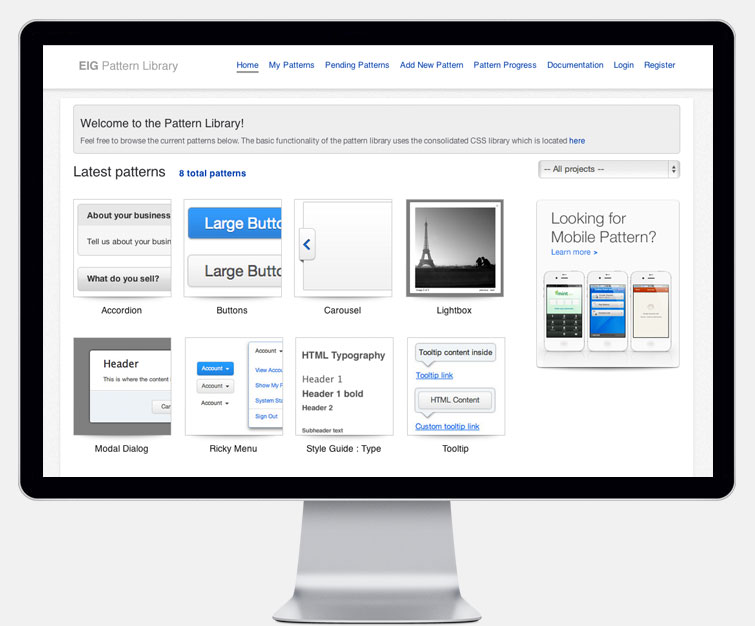 EIG Pattern Library
Home My Patterns Pending Patterns Add New Pattern Pattern Progress Documentation Login Register
Welcome to the Pattern Library!
Feel free to browse the current patterns below. The basic functionality of the pattern library uses the consolidated CSS library which is located here
Latest patterns 8 total patterns
-- All projects --
About your business
Tell us about your busin
What do you sell?
Accordion
Large Butto
Large Butto
Buttons
Carousel
Lightbox
Looking for
Mobile Pattern?
Learn more >
Header
This is where the content
Can
Modal Dialog
Account
Account
Account
Account
View Accou
Show My P
System Sta
Sign Out
Ricky Menu
HTML Typography
Header 1
Header 1 bold
Header 2
Subheader text
Style Guide : Type
Tooltip content inside
Tooltip link
HTML Content
Custom tooltip link
Tooltip